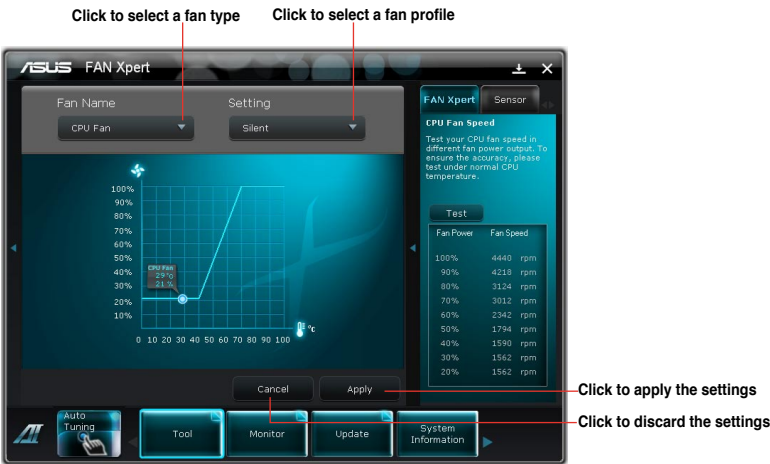 Click to select a fan type
Click to select a fan profile
ASUS FAN Xpert
Fan Name
Setting
CPU Fan
Silent
100%
90%
80%
70%
60%
50%
40%
30%
20%
10%
CPU Fan
29 °c
21 %
0 10 20 30 40 50 60 70 80 90 100
°c
FAN Xpert
Sensor
CPU Fan Speed
Test your CPU fan speed in
different fan power output. To
ensure the accuracy, please
test under normal CPU
temperature.
Test
Fan Power Fan Speed
100% 4440 rpm
90% 4218 rpm
80% 3124 rpm
70% 3012 rpm
60% 2342 rpm
50% 1794 rpm
40% 1590 rpm
30% 1562 rpm
20% 1562 rpm
Cancel
Apply
Click to apply the settings
Click to discard the settings
AI
Auto
Tuning
Tool
Monitor
Update
System
Information